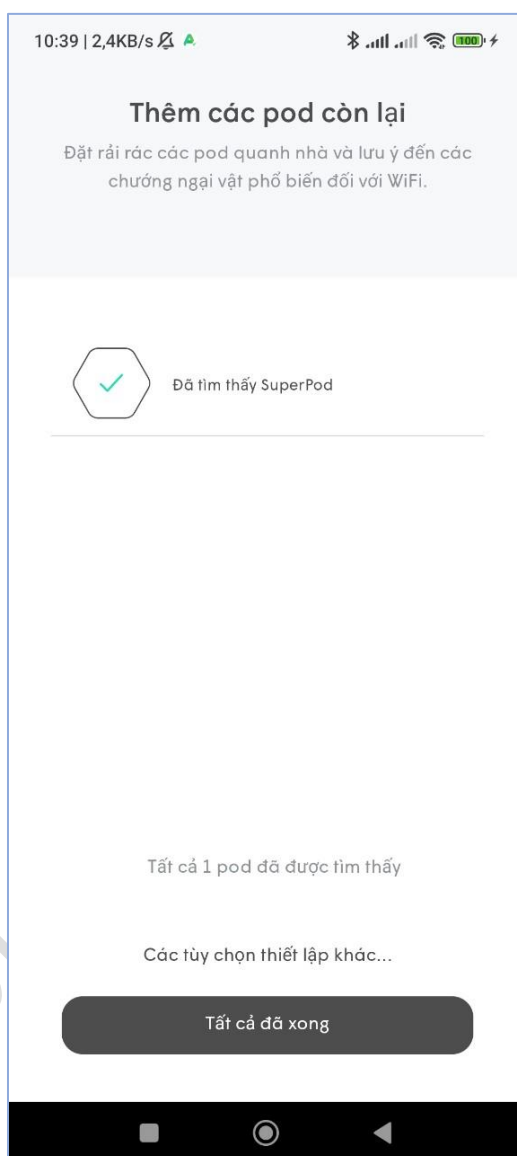 10:39 | 2,4KB/s
100
Thêm các pod còn lại
Đặt rải rác các pod quanh nhà và lưu ý đến các
chướng ngại vật phổ biến đối với WiFi.
Đã tìm thấy SuperPod
Tất cả 1 pod đã được tìm thấy
Các tùy chọn thiết lập khác...
Tất cả đã xong